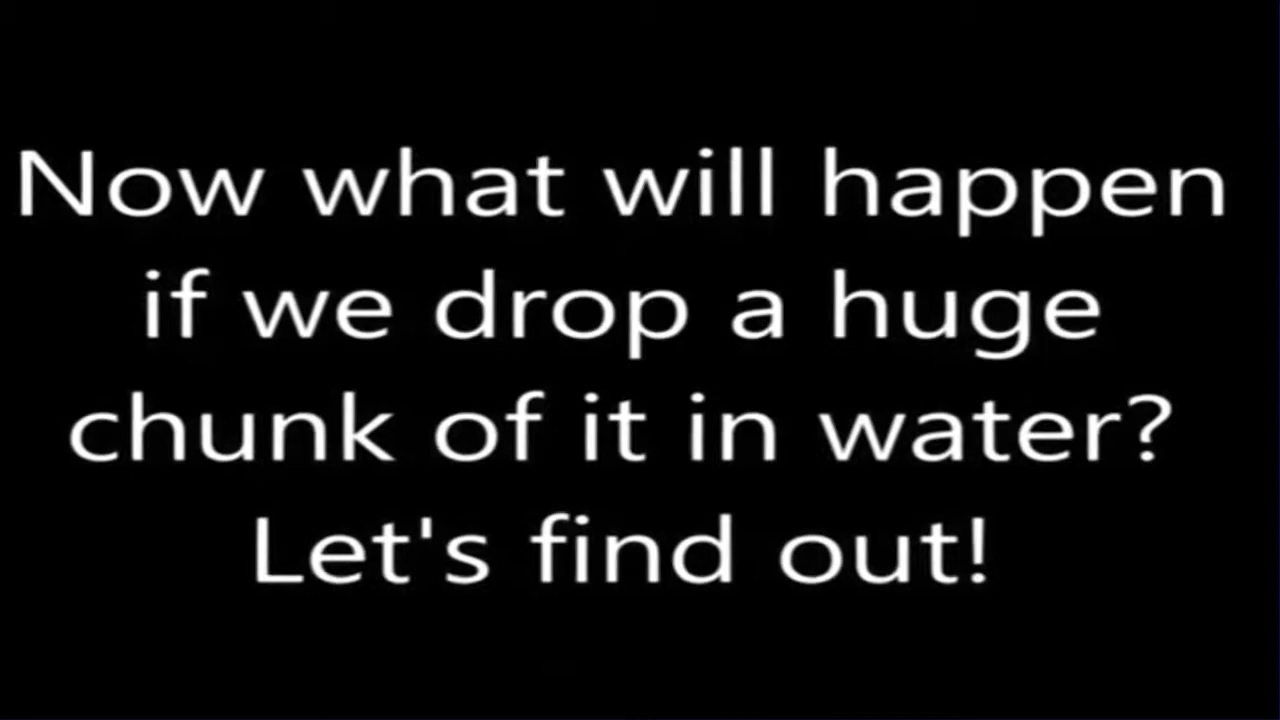 Now what will happen
if we drop a huge
chunk of it in water?
Let's find out!